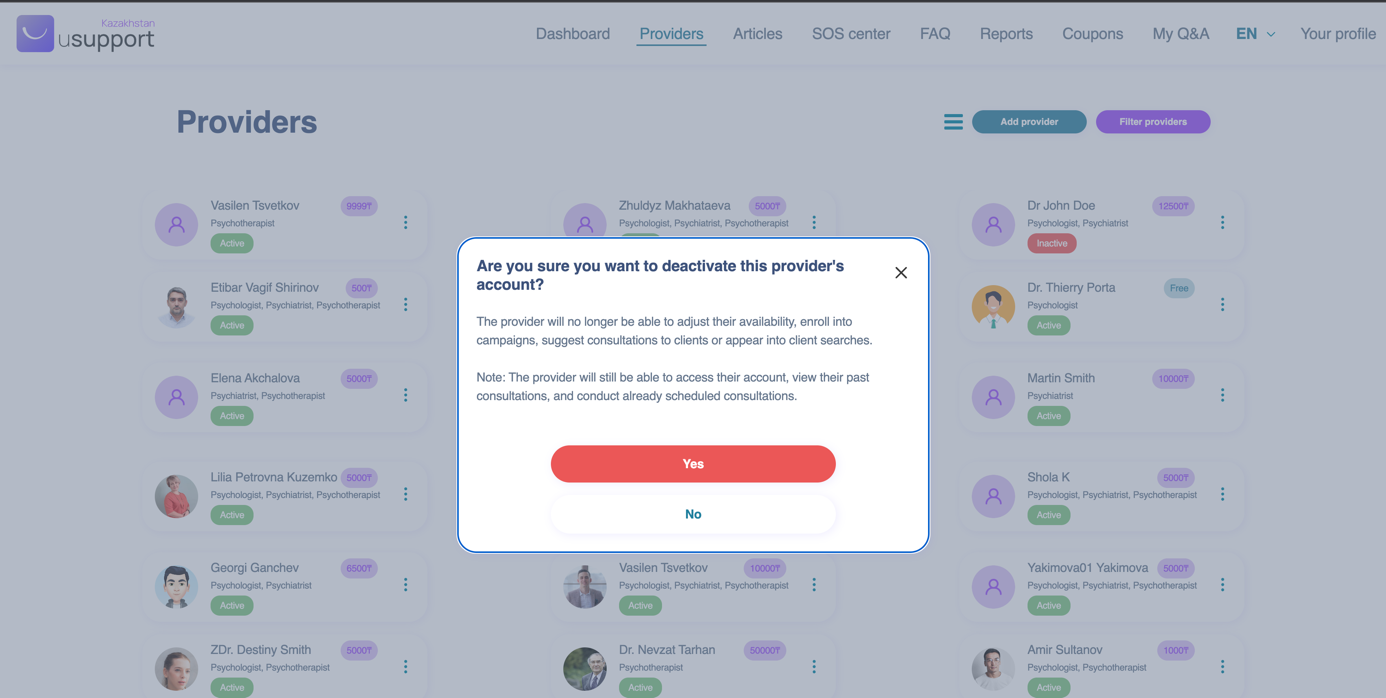 Kazakhstan
usupport
Dashboard
Providers
Articles
SOS center
FAQ
Reports
Coupons
My Q&A
EN
Your profile
Providers
Add provider
Filter providers
Vasilen Tsvetkov
9999₸
Psychotherapist
Active
Zhuldyz Makhataeva
5000₸
Psychologist, Psychiatrist, Psychotherapist
Dr John Doe
12500₸
Psychologist, Psychiatrist
Inactive
Etibar Vagif Shirinov
500₸
Psychologist, Psychiatrist, Psychotherapist
Active
Dr. Thierry Porta
Free
Psychologist
Active
Elena Akchalova
5000₸
Psychiatrist, Psychotherapist
Active
Martin Smith
10000₸
Psychiatrist
Active
Lilia Petrovna Kuzemko
5000₸
Psychologist, Psychiatrist, Psychotherapist
Active
Shola K
5000₸
Psychologist, Psychiatrist, Psychotherapist
Active
Georgi Ganchev
6500₸
Psychologist, Psychiatrist
Active
Vasilen Tsvetkov
10000₸
Psychologist, Psychiatrist, Psychotherapist
Active
Yakimova01 Yakimova
5000₸
Psychologist, Psychiatrist, Psychotherapist
Active
ZDr. Destiny Smith
5000₸
Psychologist, Psychotherapist
Active
Dr. Nevzat Tarhan
50000₸
Psychotherapist
Active
Amir Sultanov
1000₸
Psychologist, Psychotherapist
Active
Are you sure you want to deactivate this provider's
account?
The provider will no longer be able to adjust their availability, enroll into
campaigns, suggest consultations to clients or appear into client searches.
Note: The provider will still be able to access their account, view their past
consultations, and conduct already scheduled consultations.
Yes
No